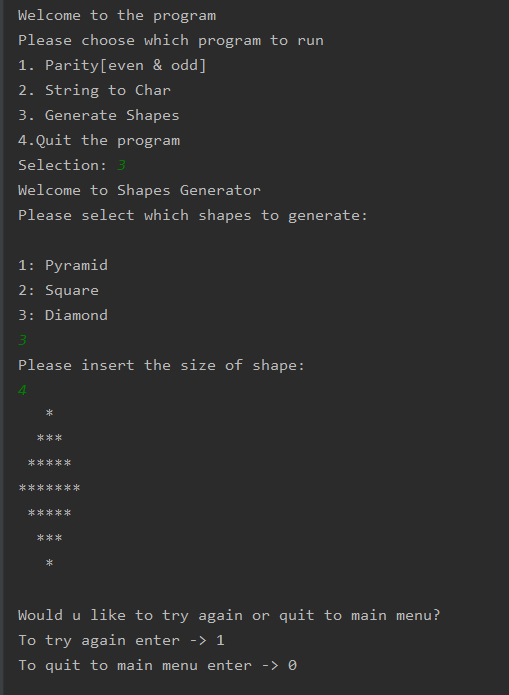 Welcome to the program
Please choose which program to run
1. Parity[even & odd]
2. String to Char
3. Generate Shapes
4.Quit the program
Selection: 3
Welcome to Shapes Generator
Please select which shapes to generate:

1: Pyramid
2: Square
3: Diamond
3
Please insert the size of shape:
4
   *
  ***
 *****
*******
 *****
  ***
   *

Would u like to try again or quit to main menu?
To try again enter -> 1
To quit to main menu enter -> 0